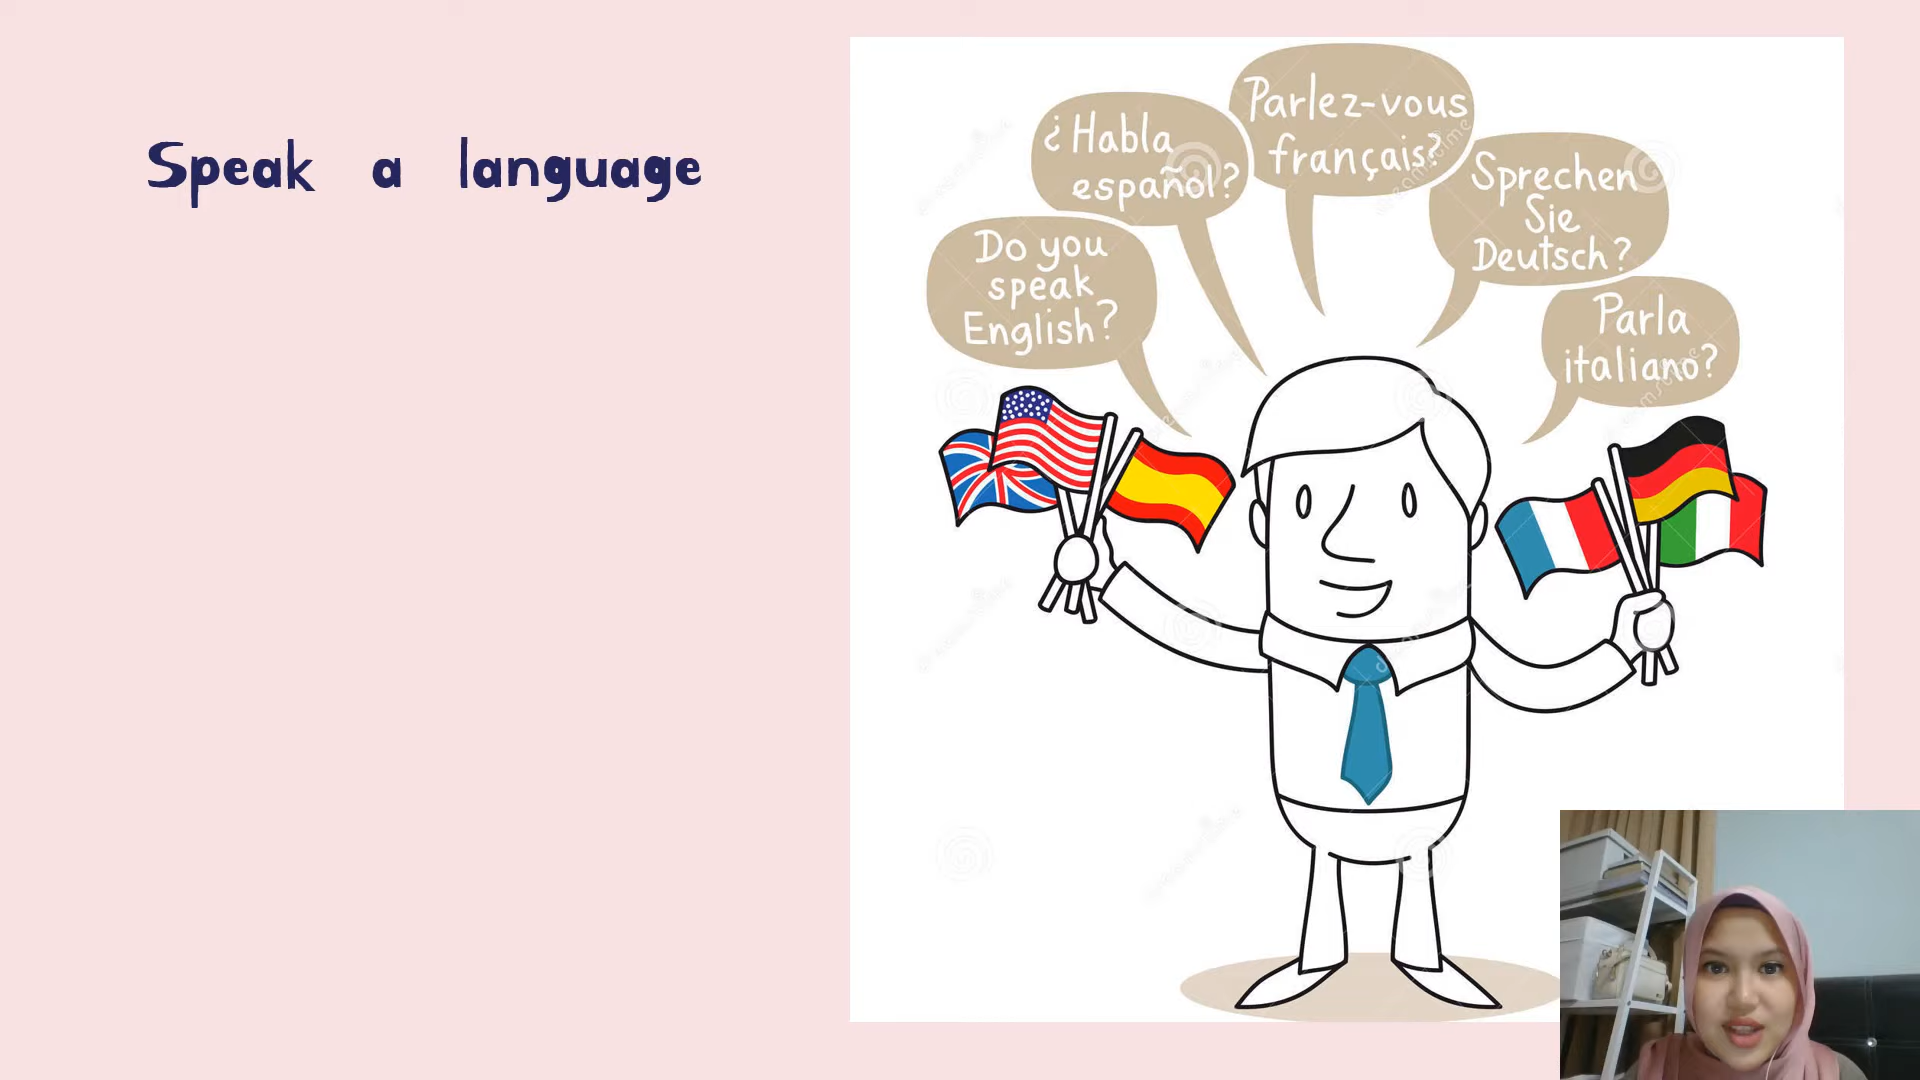 Speak a language
Do you
speak
English?
¿Habla
español?
Parlez-vous
français?
Sprechen
Sie
Deutsch?
Parla
italiano?